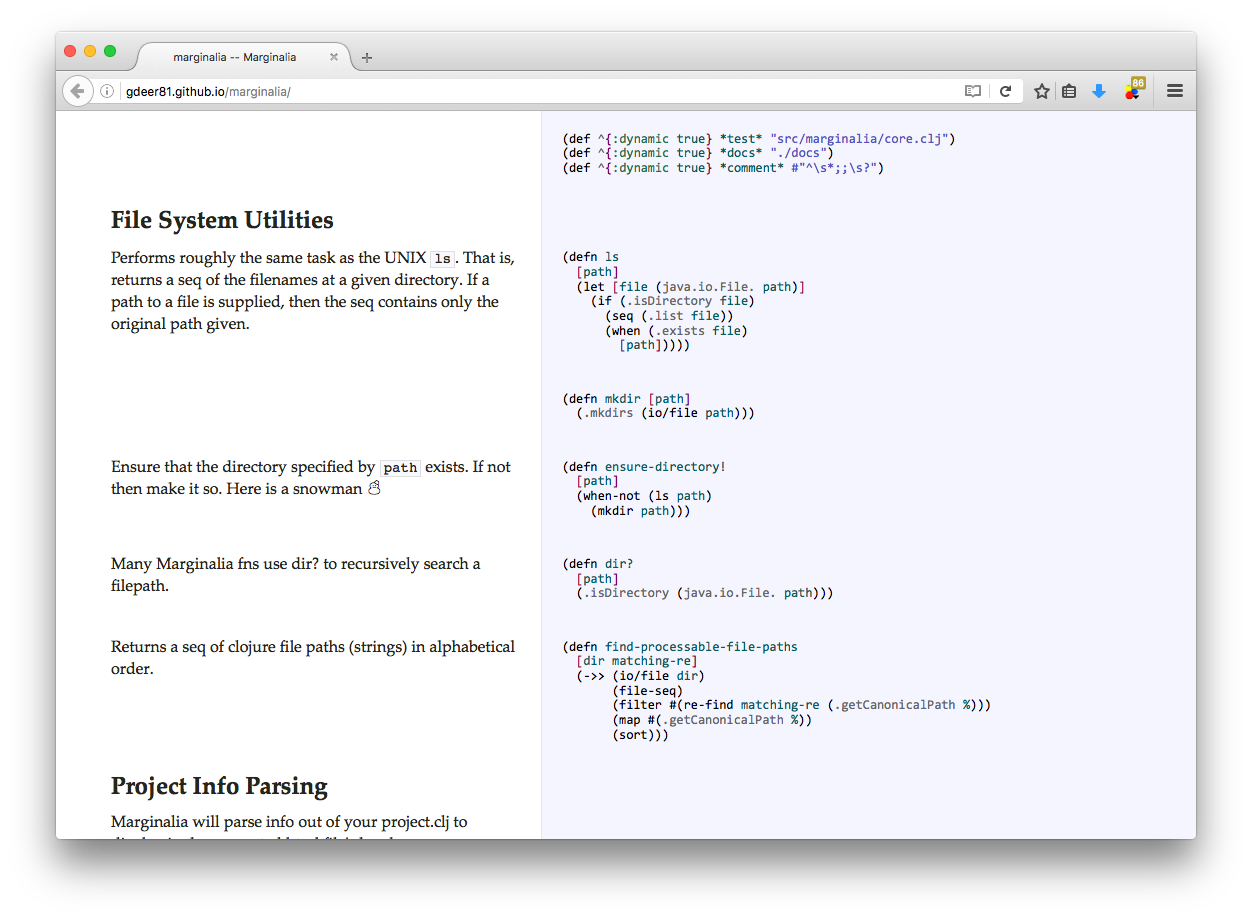 marginalia -- Marginalia
gdeer81.github.io/marginalia/
86
(def ^{:dynamic true} *test* "src/marginalia/core.clj")
(def ^{:dynamic true} *docs* "./docs")
(def ^{:dynamic true} *comment* #"^\s*;;\s?")
File System Utilities
Performs roughly the same task as the UNIX ls. That is,
returns a seq of the filenames at a given directory. If a
path to a file is supplied, then the seq contains only the
original path given.
(defn ls
  [path]
  (let [file (java.io.File. path)]
    (if (.isDirectory file)
      (seq (.list file))
      (when (.exists file)
        [path]))))
(defn mkdir [path]
  (.mkdirs (io/file path)))
Ensure that the directory specified by path exists. If not
then make it so. Here is a snowman ☃
(defn ensure-directory!
  [path]
  (when-not (ls path)
    (mkdir path)))
Many Marginalia fns use dir? to recursively search a
filepath.
(defn dir?
  [path]
  (.isDirectory (java.io.File. path)))
Returns a seq of clojure file paths (strings) in alphabetical
order.
(defn find-processable-file-paths
  [dir matching-re]
  (->> (io/file dir)
       (file-seq)
       (filter #(re-find matching-re (.getCanonicalPath %)))
       (map #(.getCanonicalPath %))
       (sort)))
Project Info Parsing
Marginalia will parse info out of your project.clj to